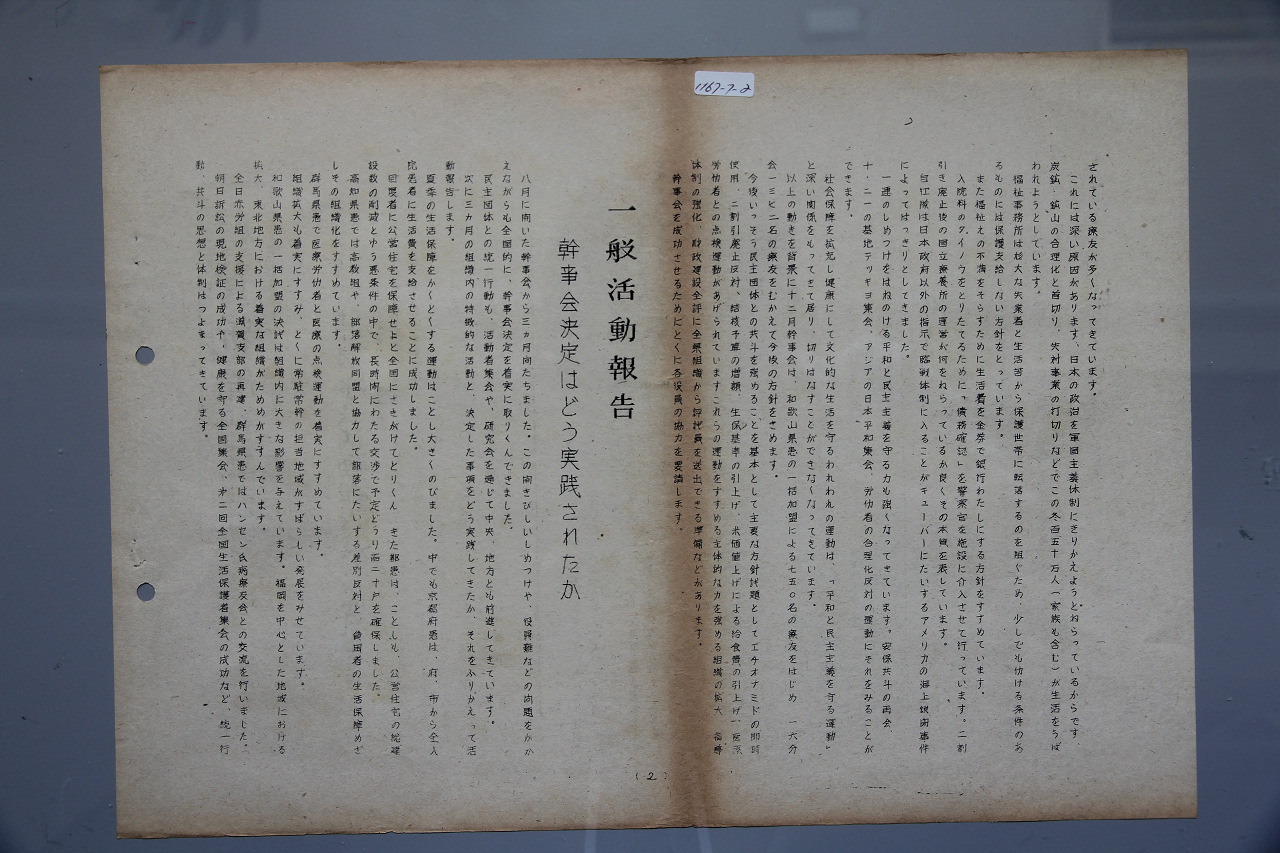 1167-7-2
されている療友が多くなってきています。
これには深い原因があります。日本の政治を軍国主義体制にきりかえようとねらっているからです。
炭鉱、鉱山の合理化と首切り、失対事業の打切りなどでこの冬百五十万人(家族も含む)が生活をうば
われようとしています。
福祉事務所は厖大な失業者と生活苦から保護世帯に転落するのを阻ぐため、少しでも仂ける条件のあ
るものには保護支給しない方針をとっています。
また福祉えの不満をそらすために生活着を金券で銀行わたしにする方針をすすめています。
入院料のタイノウをとりたてるために「債務確認」を警察官を施設に介入させて行っています。二割
引き廃止後の国立療養所の運営が何をねらっているか良くその本質を表しています。
自江隊は日本政府以外の指示で臨戦体制に入ることがキューバーにたいするアメリカの海上鎖崩事件
によってはっきりとしてきました。
一連のしめつけをはねのける平和と民主主義を守る力も強くなってきています。安保共斗の再会、
十・二一の基地テッキョ集会、アジアの日本平和集会、労仂者の合理化反対の運動にそれをみることが
できます。
社会保障を拡充し健康にして文化的な生活を守るわれわれの運動は、「平和と民主主義を守る運動」
と深い関係をもってきて居り、切りはなすことができなくなってきています。
以上の動きを背景に十二月幹事会は、和歌山県患の一括加盟による七五〇名の療友をはじめ 大分
会一三七二名の療友をむかえて今後の方針をきめます。
今後いっそう民主団体との共斗を強めることを基本として主要な方針討題としてエチオナミドの即時
使用、二割引廃止反対、結核予算の増額、生保基準の引上げ、米価値上げによる給食費の引上げ、医療
労仂者との点検運動があげられていますこれらの運動をすすめる主体的な力を強める組織の拡大、指導
体制の強化、財政建設全評に全県組織から評議員を送出できる準備などがあります。
幹事会を成功させるためにとくに各役員の協力を要請します。
一般活動報告
幹事会決定はどう実践されたか
八月に開いた幹事会から三カ月間たちました。この間きびしいしめつけや、役員難などの問題をかか
えながらも全国的に、幹事会決定を着実に取りくんできました。
民主団体との統一行動も、活動者集会や、研究会を通じて中央、地方とも前進してきています。
次に三カ月の組織内の特徴的な活動と、決定した事項をどう実践してきたか、それをふりかえって活
動報告します。
夏季の生活保障をかくとくする運動はことし大きくのびました。中でも京都府患は、府、市から全入
院患者に生活費を支給させることに成功しました。
回復者に公営住宅を保障せよと全国にさきがけてとりくん きた都患は、ことしも、公営住宅の総建
設数の削減とゆう悪条件の中で、長時間にわたる交渉で予定どうり百二十戸を確保しました。
高知県患では高教組や、部落解放同盟と協力して部落にたいする差別反対と、貧困者の生活保障めざ
しその組織化をすすめています。
群馬県患で医療労仂者と医療の点検運動を着実にすすめています。
組織拡大も着実にすすみ、とくに常駐常幹の担当地域がすばらしい発展をみせています。
和歌山県患の一括加盟の決議は組織内に大きな影響を与えています。福岡を中心とした地域における
拡大、東北地方における着実な組織がためめがすすんでいます。
全日赤労組の支援による滋賀支部の再建、群馬県患ではハンセン氏病療友会との交流を行いました。
朝日訴訟の現地検証の成功や、健康を守る全国集会、才二回全国生活保護者集会の成功など、統一行
動、共斗の思想と体制はつよまってきています。
(2)